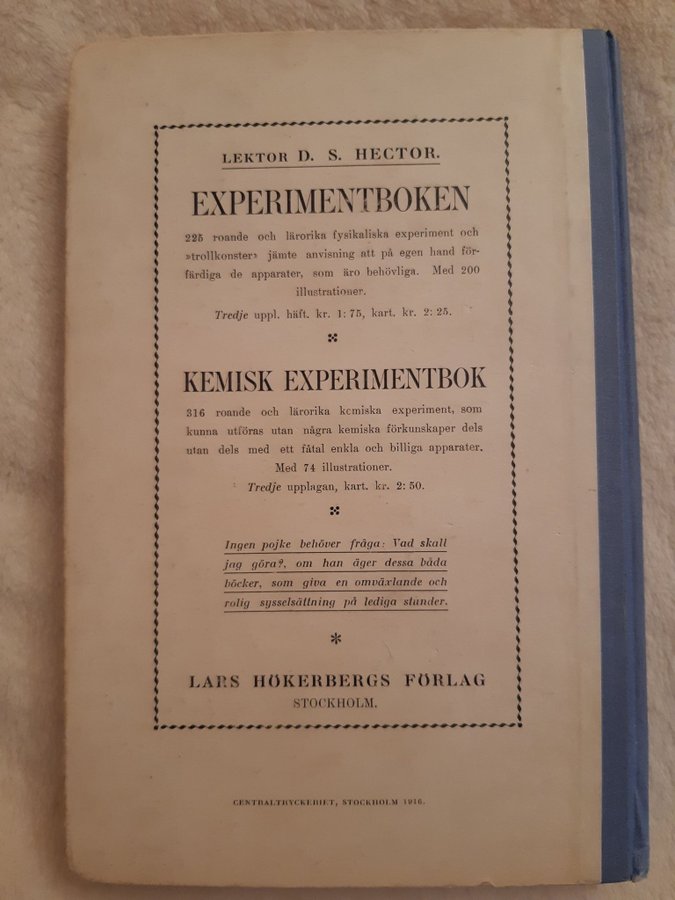 LEKTOR D. S. HECTOR.
EXPERIMENTBOKEN
225 roande och lärorika fysikaliska experiment och
»trollkonster» jämte anvisning att på egen hand för-
färdiga de apparater, som äro behövliga. Med 200
illustrationer.
Tredje uppl. häft. kr. 1: 75, kart. kr. 2: 25.
KEMISK EXPERIMENTBOK
316 roande och lärorika kemiska experiment, som
kunna utföras utan några kemiska förkunskaper dels
utan dels med ett fåtal enkla och billiga apparater.
Med 74 illustrationer.
Tredje upplagan, kart. kr. 2: 50.
Ingen pojke behöver fråga: Vad skall
jag göra?, om han äger dessa båda
böcker, som giva en omväxlande och
rolig sysselsättning på lediga stunder.
LARS HÖKERBERGS FÖRLAG
STOCKHOLM.
CENTRALTRYCKERIET, STOCKHOLM 1916.